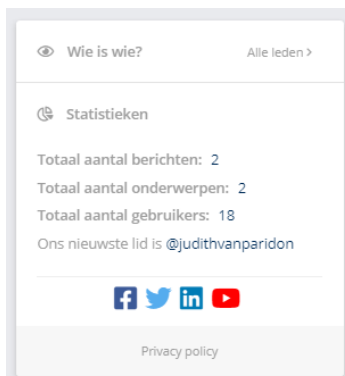 Wie is wie? Alle leden >
Statistieken
Totaal aantal berichten: 2
Totaal aantal onderwerpen: 2
Totaal aantal gebruikers: 18
Ons nieuwste lid is @judithvanparidon
Privacy policy